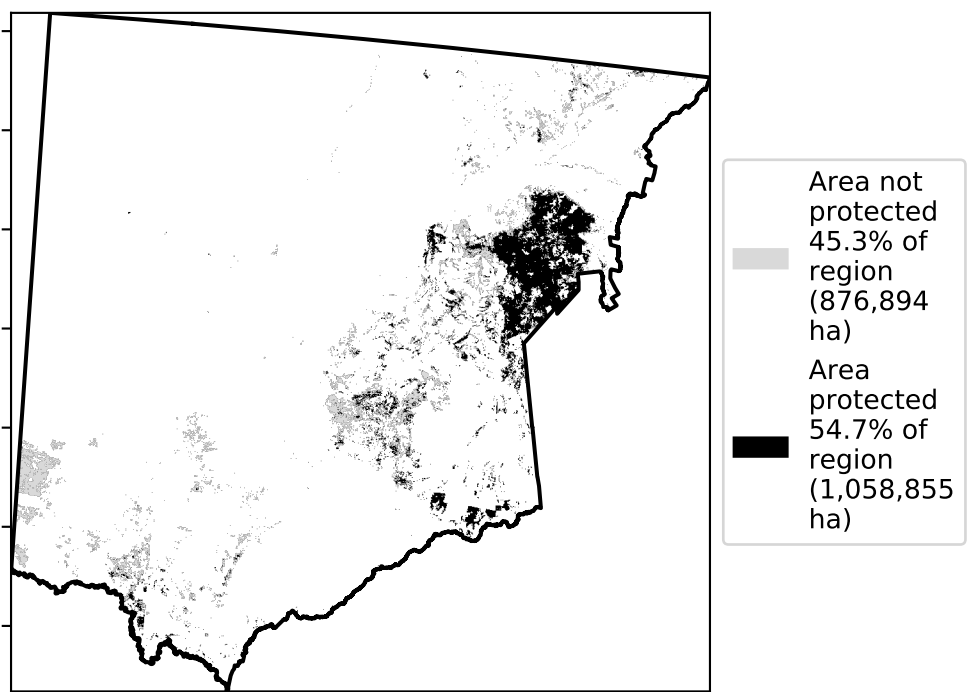 Area not
protected
45.3% of
region
(876,894
ha)
Area
protected
54.7% of
region
(1,058,855
ha)